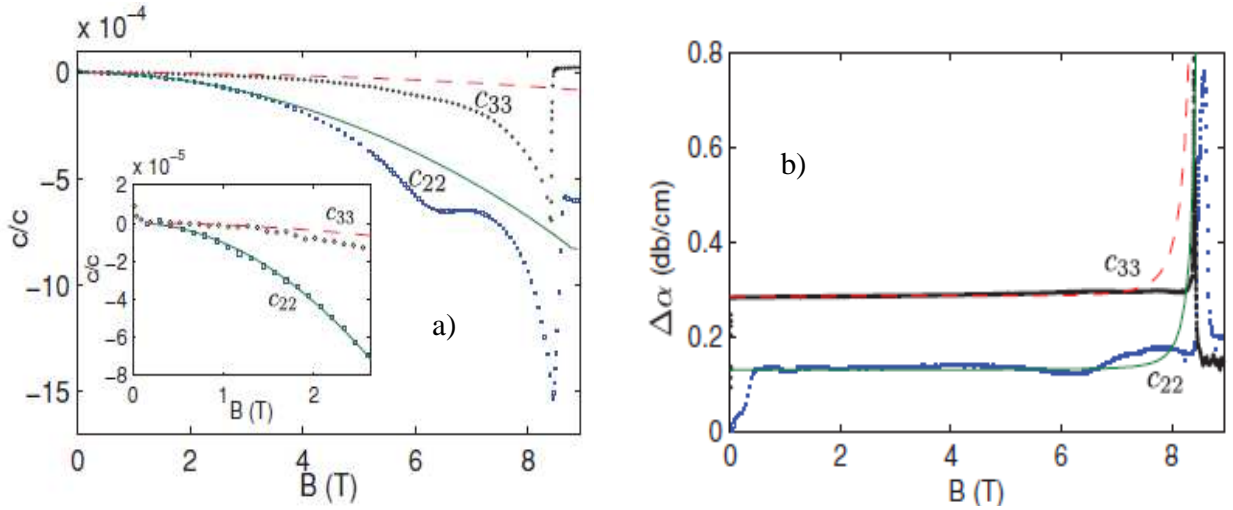 x 10⁻⁴
0
−5
−10
−15
c/c
c₃₃
c₂₂
x 10⁻⁵
2
0
−2
−4
−6
−8
c/c
c₃₃
c₂₂
0
1
2
B (T)
a)
0
2
4
6
8
B (T)
0.8
0.6
0.4
0.2
0
Δα (db/cm)
b)
c₃₃
c₂₂
0
2
4
6
8
B (T)